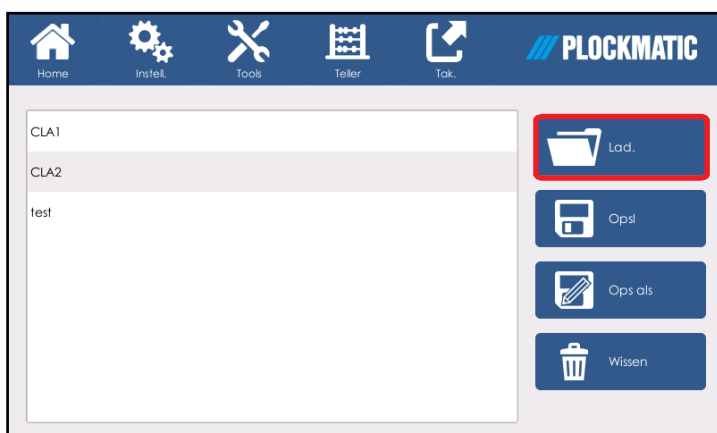 Home Instell. Tools Teller Tak. PLOCKMATIC
CLA1
CLA2
test
Lad.
Opsl
Ops als
Wissen